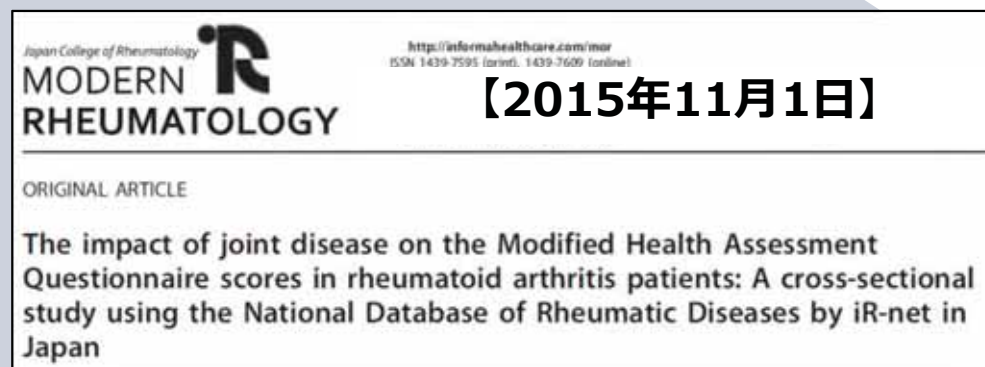 Japan College of Rheumatology
MODERN
RHEUMATOLOGY
R
http://informahealthcare.com/mor
ISSN 1439-7595 (print), 1439-7609 (online)
【2015年11月1日】
ORIGINAL ARTICLE
The impact of joint disease on the Modified Health Assessment
Questionnaire scores in rheumatoid arthritis patients: A cross-sectional
study using the National Database of Rheumatic Diseases by iR-net in
Japan